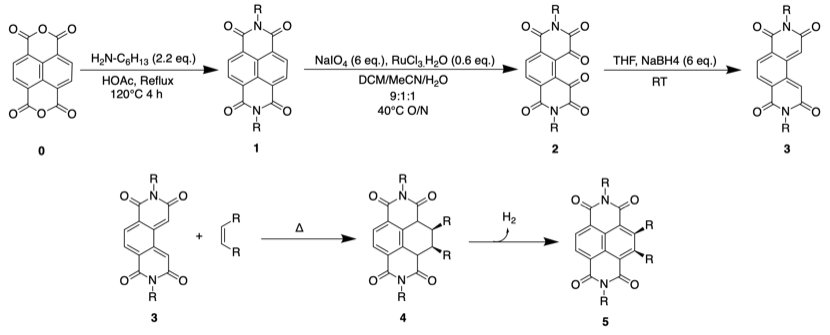 R R R
O N O O N O O N O
O O O
H₂N-C₆H₁₃ (2.2 eq.) NaIO₄ (6 eq.), RuCl₃.H₂O (0.6 eq.) O THF, NaBH4 (6 eq.)
HOAc, Reflux DCM/MeCN/H₂O O RT
120°C 4 h 9:1:1
40°C O/N
O O O
O N O O N O O N O
R R R
0 1 2 3
R R R
O N O O N O O N O
R R H₂ R
+ Δ
R R R
O N O O N O O N O
R R R
3 4 5